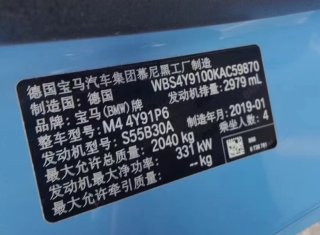 德国宝马汽车集团慕尼黑工厂制造
制造国：德国 WBS4Y9100KAC59870
品牌：宝马(BMW)牌 发动机排量：2979 mL
整车型号：M4 4Y91P6
发动机型号：S55B30A 制造年月：2019-01
最大允许总质量：2040 kg 乘坐人数：4
发动机最大净功率：331 kW
最大允许牵引质量：-- kg